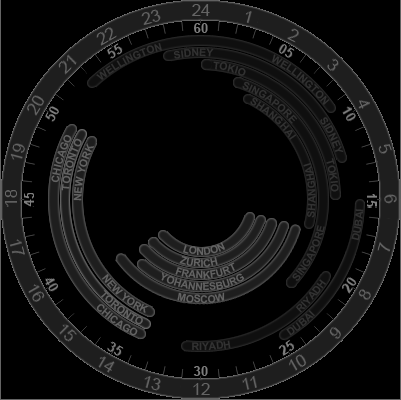 24
1
2
3
4
5
6
7
8
9
10
11
12
13
14
15
16
17
18
19
20
21
22
23
60
05
10
15
20
25
30
35
40
45
50
55
WELLINGTON
WELLINGTON
SiDNEY
SiDNEY
TOKiO
TOKiO
SiNGAPORE
SiNGAPORE
SHANGHAi
SHANGHAi
DUBAi
DUBAi
RiYADH
RiYADH
CHiCAGO
TORONTO
NEW YORK
NEW YORK
TORONTO
CHiCAGO
LONDON
ZURiCH
FRANKFURT
YOHANNESBURG
MOSCOW